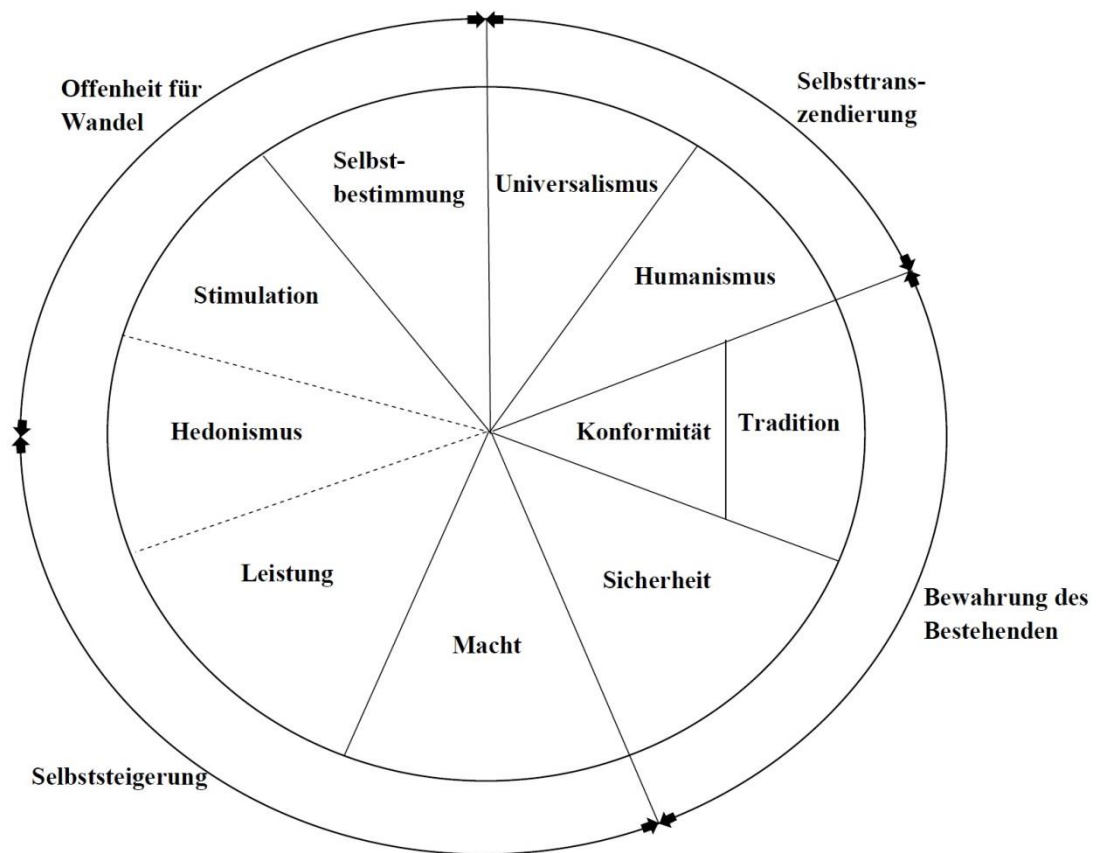 Offenheit für
Wandel
Selbsttrans-
zendierung
Selbst-
bestimmung
Universalismus
Humanismus
Stimulation
Hedonismus
Konformität
Tradition
Leistung
Sicherheit
Macht
Bewahrung des
Bestehenden
Selbststeigerung